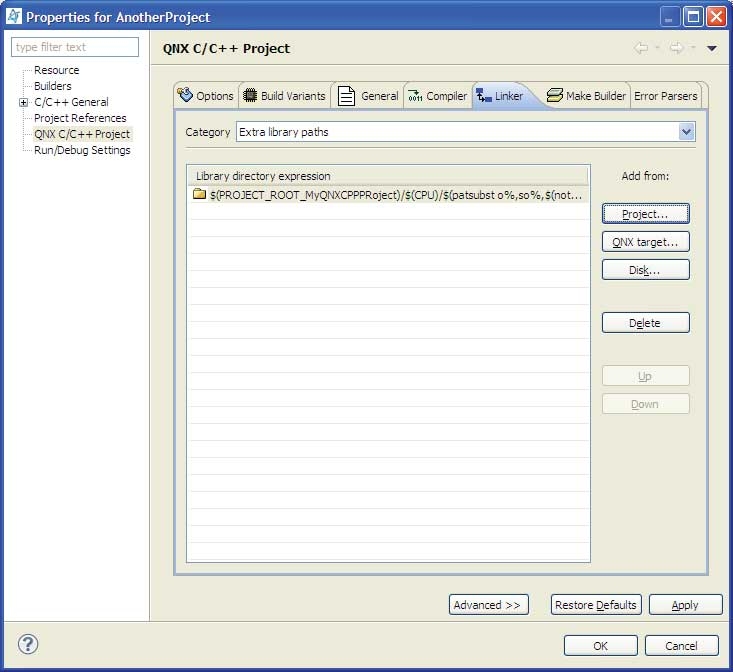 Properties for AnotherProject
type filter text
Resource
Builders
C/C++ General
Project References
QNX C/C++ Project
Run/Debug Settings
QNX C/C++ Project
Options
Build Variants
General
Compiler
Linker
Make Builder
Error Parsers
Category
Extra library paths
Library directory expression
$(PROJECT_ROOT_MyQNXCPPPRoject)/$(CPU)/$(patsubst o%,so%,$(not...
Add from:
Project...
QNX target...
Disk...
Delete
Up
Down
Advanced >>
Restore Defaults
Apply
?
OK
Cancel